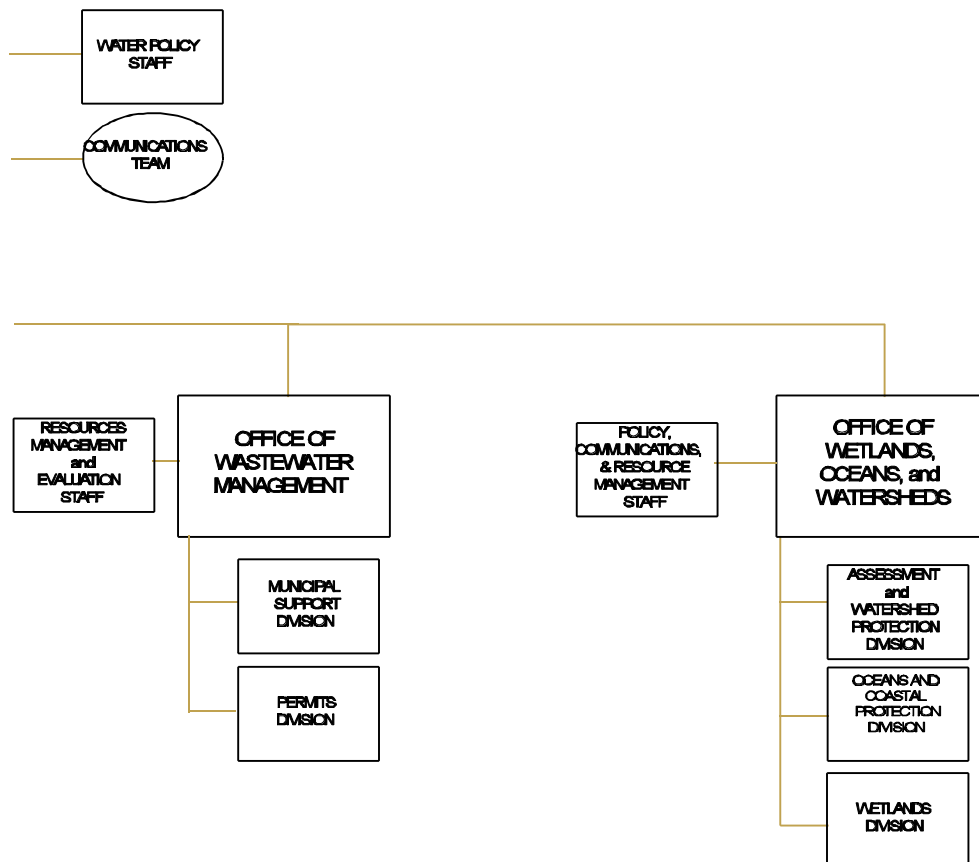 WATER POLICY
STAFF
COMMUNICATIONS
TEAM
RESOURCES
MANAGEMENT
and
EVALUATION
STAFF
OFFICE OF
WASTEWATER
MANAGEMENT
MUNICIPAL
SUPPORT
DIVISION
PERMITS
DIVISION
POLICY,
COMMUNICATIONS,
& RESOURCE
MANAGEMENT
STAFF
OFFICE OF
WETLANDS,
OCEANS, and
WATERSHEDS
ASSESSMENT
and
WATERSHED
PROTECTION
DIVISION
OCEANS AND
COASTAL
PROTECTION
DIVISION
WETLANDS
DIVISION